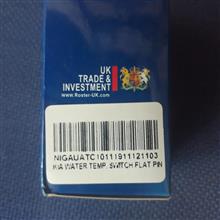 UK
TRADE &
INVESTMENT
www.Roster-UK.com
NIGAUATC10111911121103
KIA WATER TEMP. SWITCH FLAT PIN